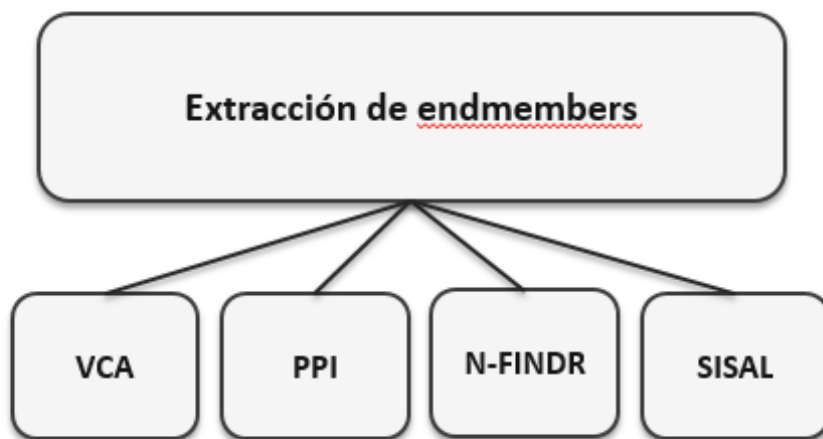 Extracción de endmembers
VCA
PPI
N-FINDR
SISAL